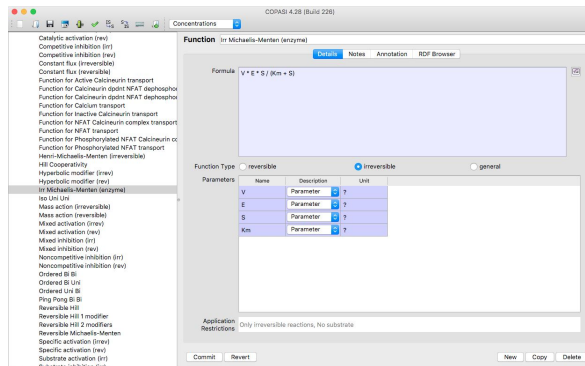 COPASI 4.28 (Build 226)
Concentrations
Catalytic activation (rev)
Competitive inhibition (irr)
Competitive inhibition (rev)
Constant flux (irreversible)
Constant flux (reversible)
Function for Active Calcineurin transport
Function for Calcineurin dpdnt NFAT dephosphor
Function for Calcineurin dpdnt NFAT dephosphor
Function for Calcium transport
Function for Inactive Calcineurin transport
Function for NFAT Calcineurin complex transport
Function for NFAT transport
Function for Phosphorylated NFAT Calcineurin co
Function for Phosphorylated NFAT transport
Henri-Michaelis-Menten (irreversible)
Hill Cooperativity
Hyperbolic modifier (irrev)
Hyperbolic modifier (rev)
Irr Michaelis-Menten (enzyme)
Iso Uni Uni
Mass action (irreversible)
Mass action (reversible)
Mixed activation (irrev)
Mixed activation (rev)
Mixed inhibition (irr)
Mixed inhibition (rev)
Noncompetitive inhibition (irr)
Noncompetitive inhibition (rev)
Ordered Bi Bi
Ordered Bi Uni
Ordered Uni Bi
Ping Pong Bi Bi
Reversible Hill
Reversible Hill 1 modifier
Reversible Hill 2 modifiers
Reversible Michaelis-Menten
Specific activation (irrev)
Specific activation (rev)
Substrate activation (irr)
Function Irr Michaelis-Menten (enzyme)
Details Notes Annotation RDF Browser
Formula V * E * S / (Km + S)
Function Type reversible irreversible general
Parameters Name Description Unit
V Parameter ?
E Parameter ?
S Parameter ?
Km Parameter ?
Application
Restrictions Only irreversible reactions, No substrate
Commit Revert New Copy Delete